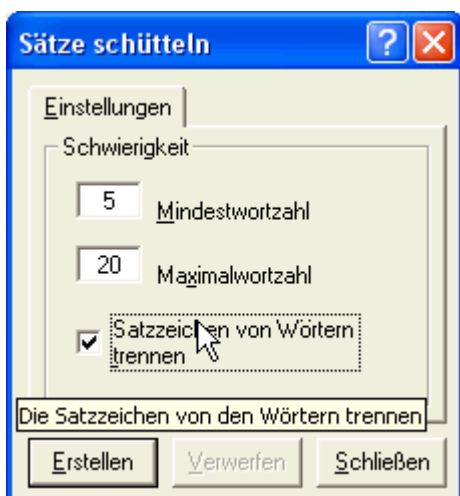 Sätze schütteln
Einstellungen
Schwierigkeit
5 Mindestwortzahl
20 Maximalwortzahl
Satzzeichen von Wörtern
trennen
Die Satzzeichen von den Wörtern trennen
Erstellen Verwerfen Schließen